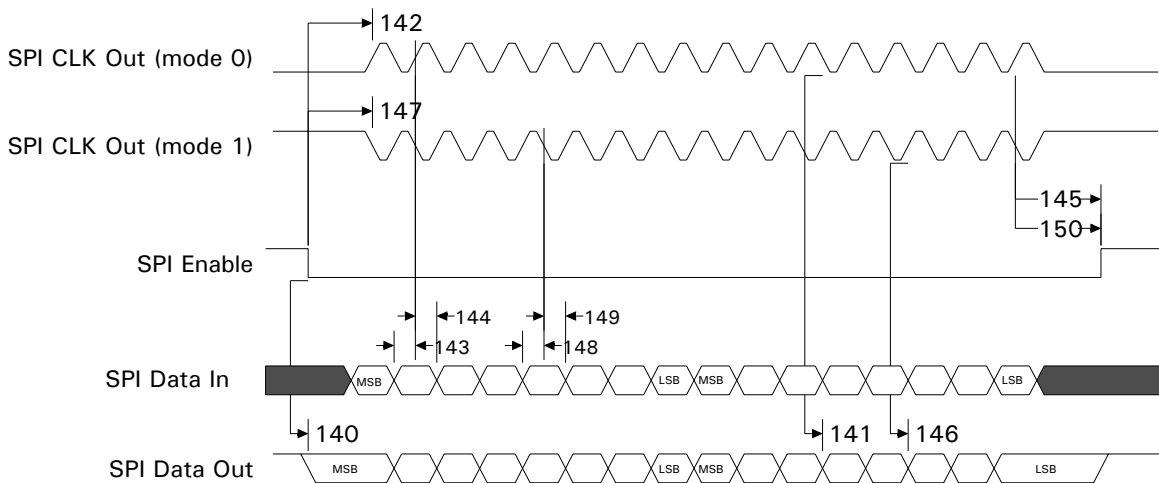 142
SPI CLK Out (mode 0)
147
SPI CLK Out (mode 1)
145
150
SPI Enable
144
149
143
148
SPI Data In
MSB
LSB
MSB
LSB
140
141
146
SPI Data Out
MSB
LSB
MSB
LSB